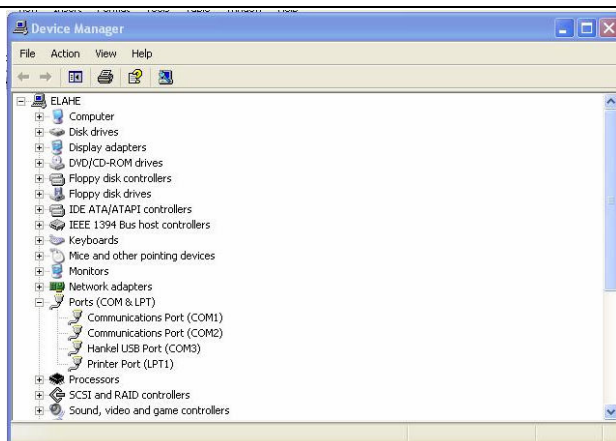 Device Manager
File Action View Help
ELAHE
Computer
Disk drives
Display adapters
DVD/CD-ROM drives
Floppy disk controllers
Floppy disk drives
IDE ATA/ATAPI controllers
IEEE 1394 Bus host controllers
Keyboards
Mice and other pointing devices
Monitors
Network adapters
Ports (COM & LPT)
Communications Port (COM1)
Communications Port (COM2)
Hankel USB Port (COM3)
Printer Port (LPT1)
Processors
SCSI and RAID controllers
Sound, video and game controllers